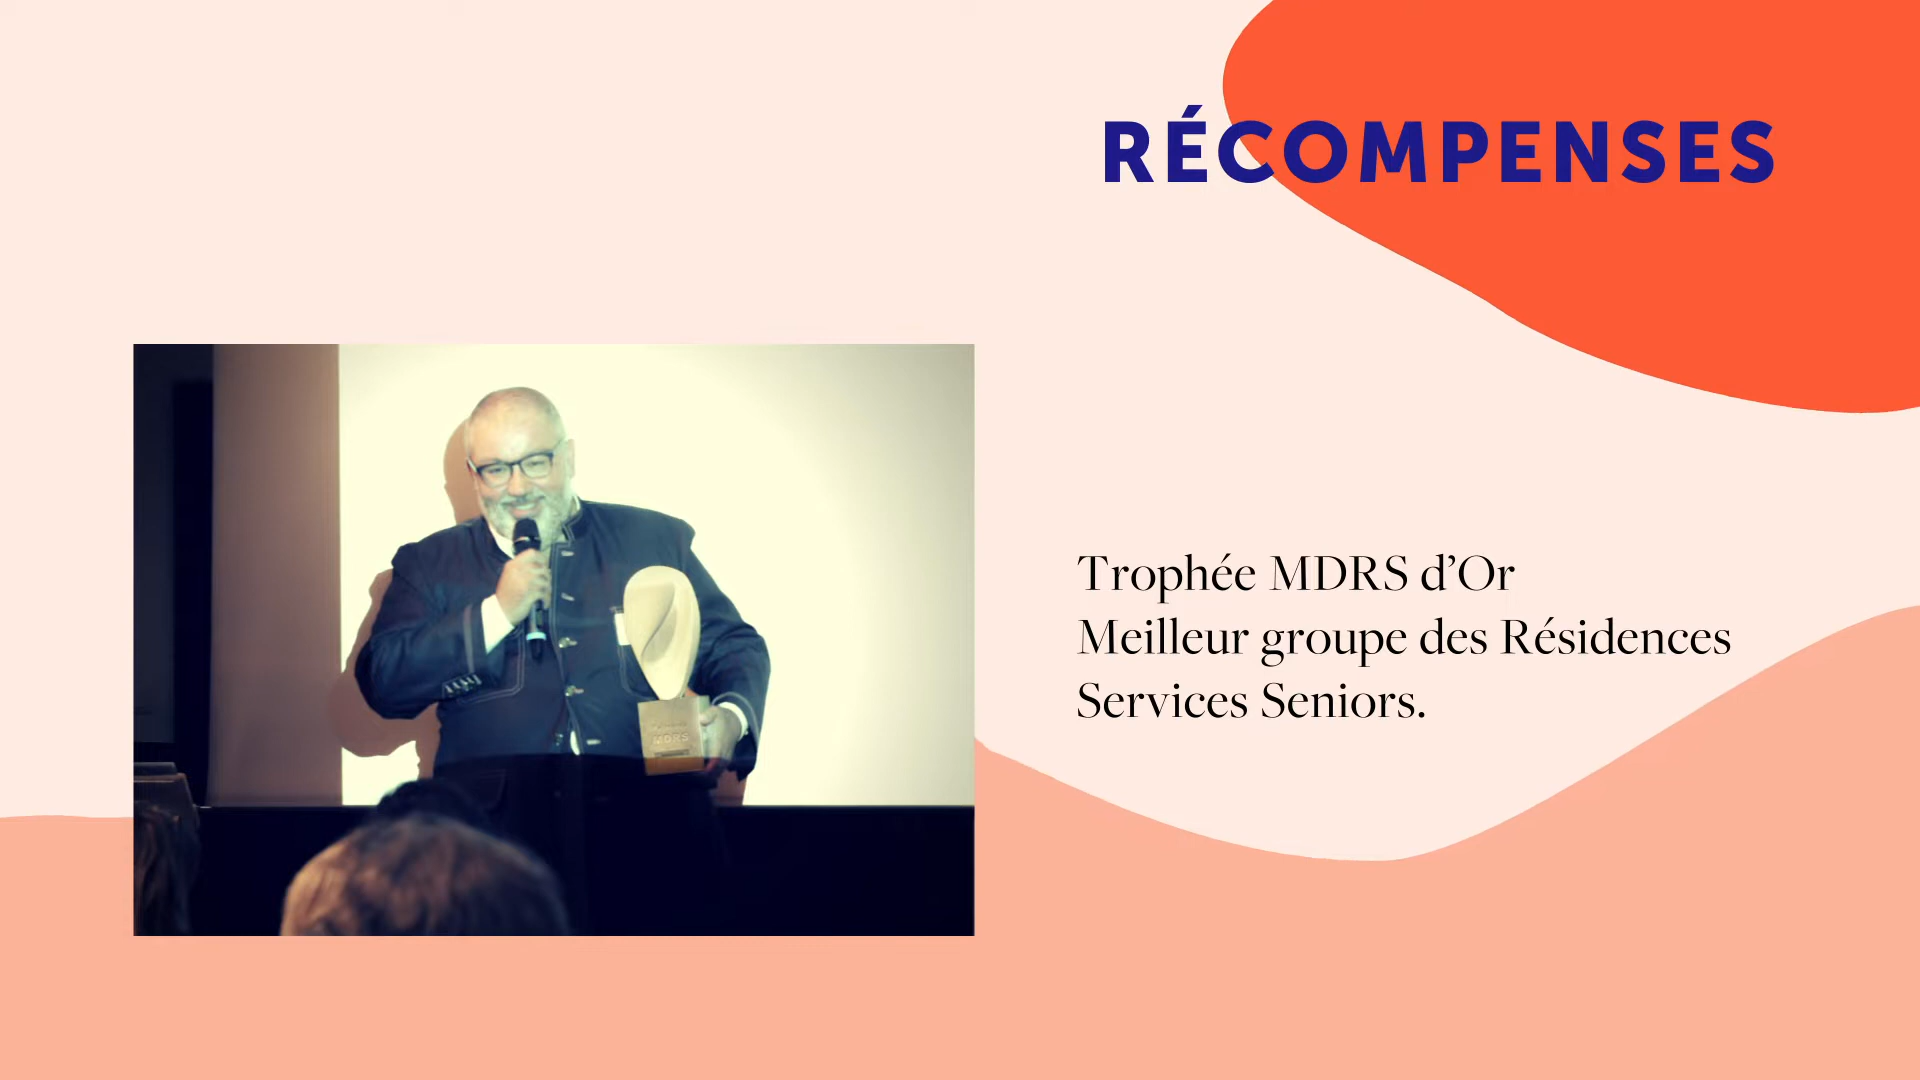 RÉCOMPENSES
Trophée MDRS d’Or
Meilleur groupe des Résidences
Services Seniors.
MDRS